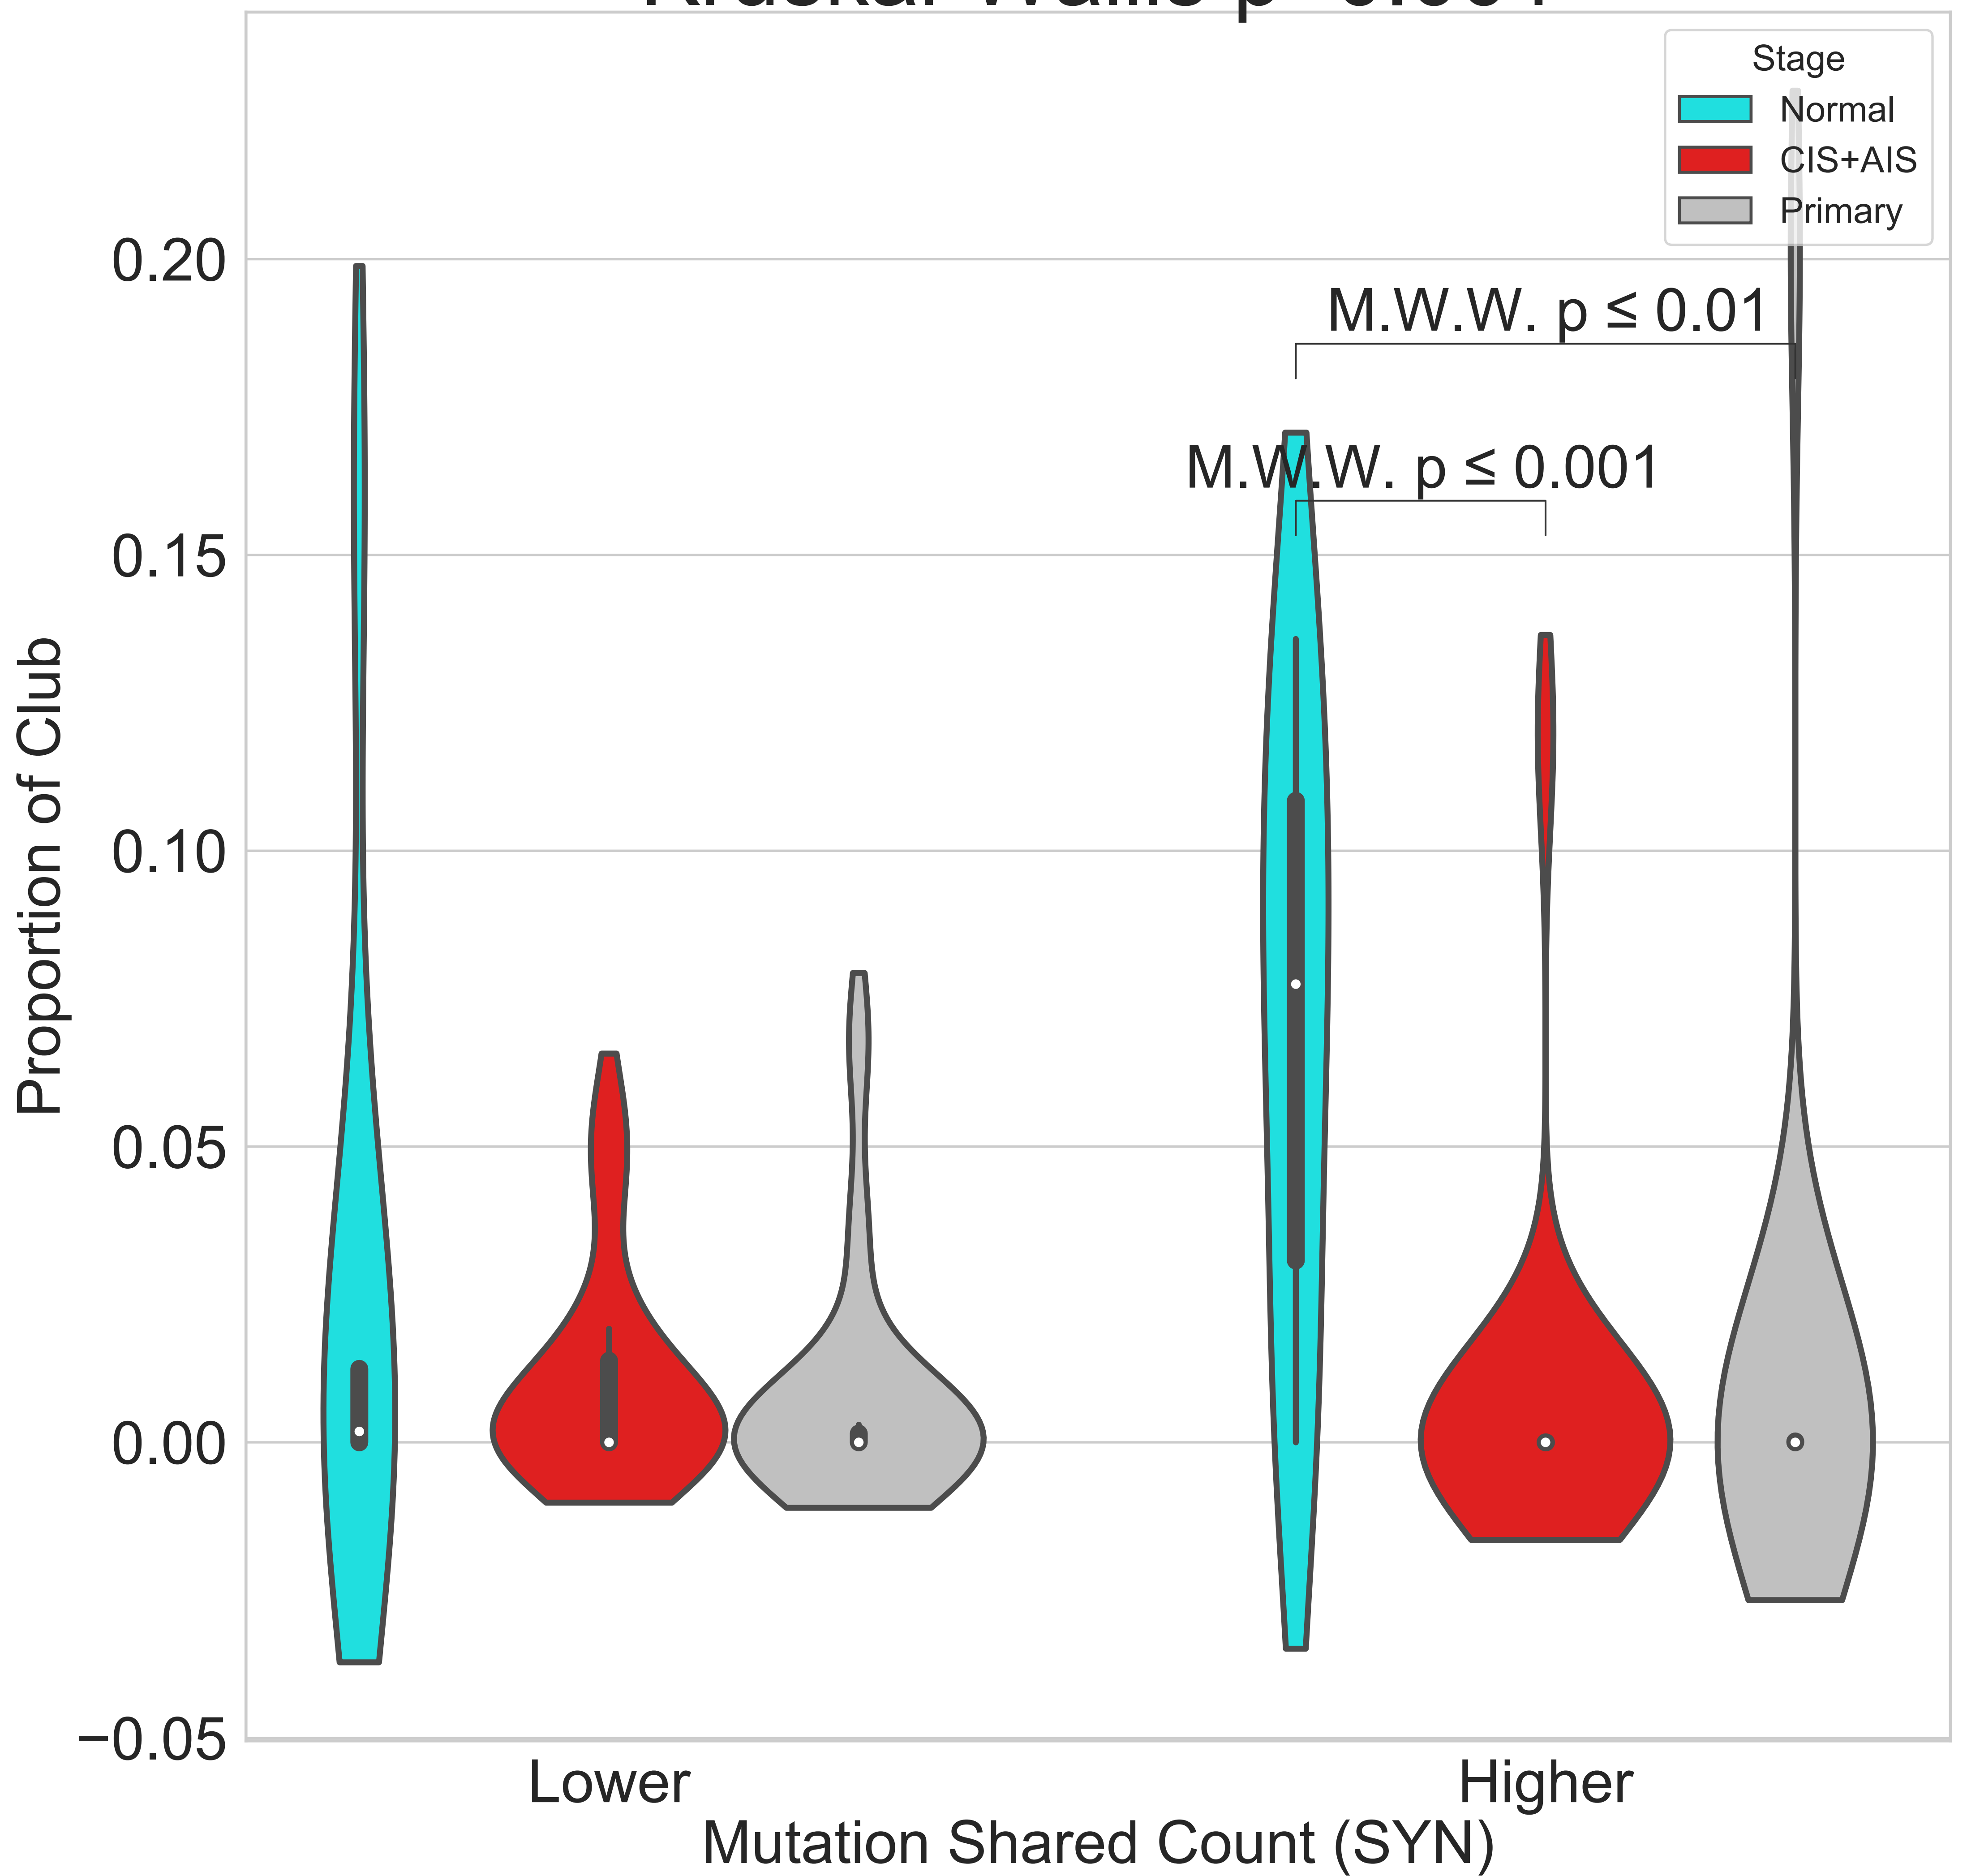 Stage
Normal
CIS+AIS
Primary
M.W.W. p ≤ 0.01
M.W.W. p ≤ 0.001
0.20
0.15
0.10
0.05
0.00
−0.05
Proportion of Club
Lower
Higher
Mutation Shared Count (SYN)